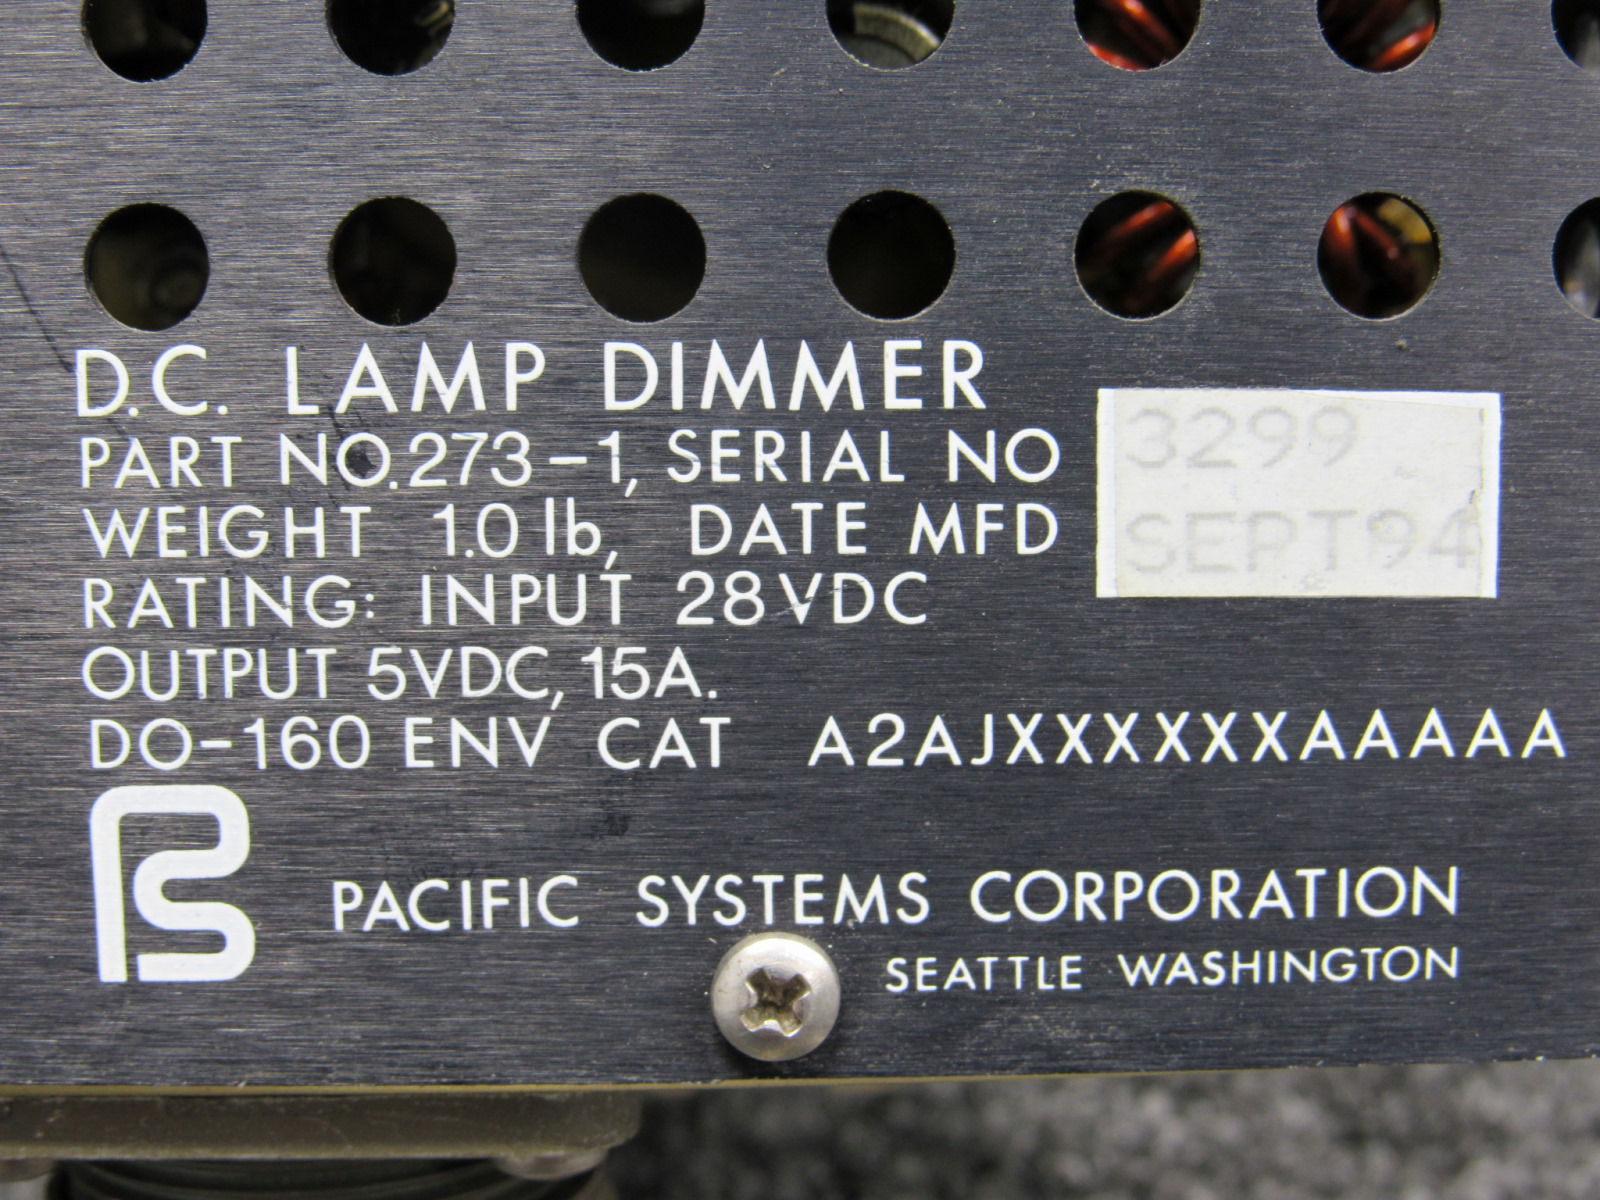 D.C. LAMP DIMMER
PART NO.273-1, SERIAL NO 3299
WEIGHT 1.0 lb, DATE MFD SEPT94
RATING: INPUT 28VDC
OUTPUT 5VDC, 15A.
DO-160 ENV CAT A2AJXXXXXXAAAAA
PACIFIC SYSTEMS CORPORATION
SEATTLE WASHINGTON